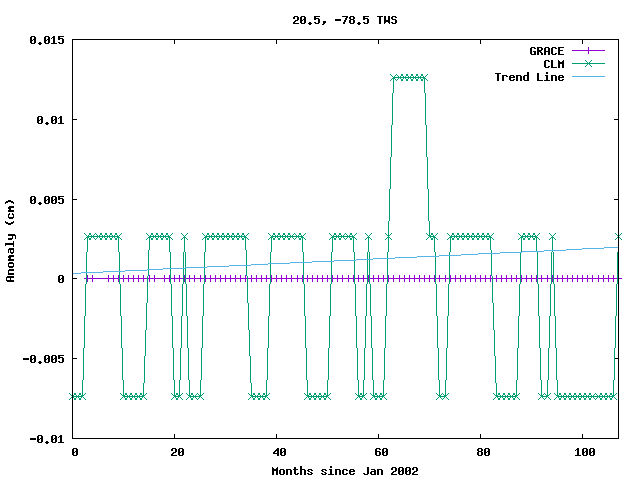 20.5, -78.5 TWS
0.015
0.01
0.005
0
-0.005
-0.01
Anomaly (cm)
GRACE
CLM
Trend Line
0 20 40 60 80 100
Months since Jan 2002